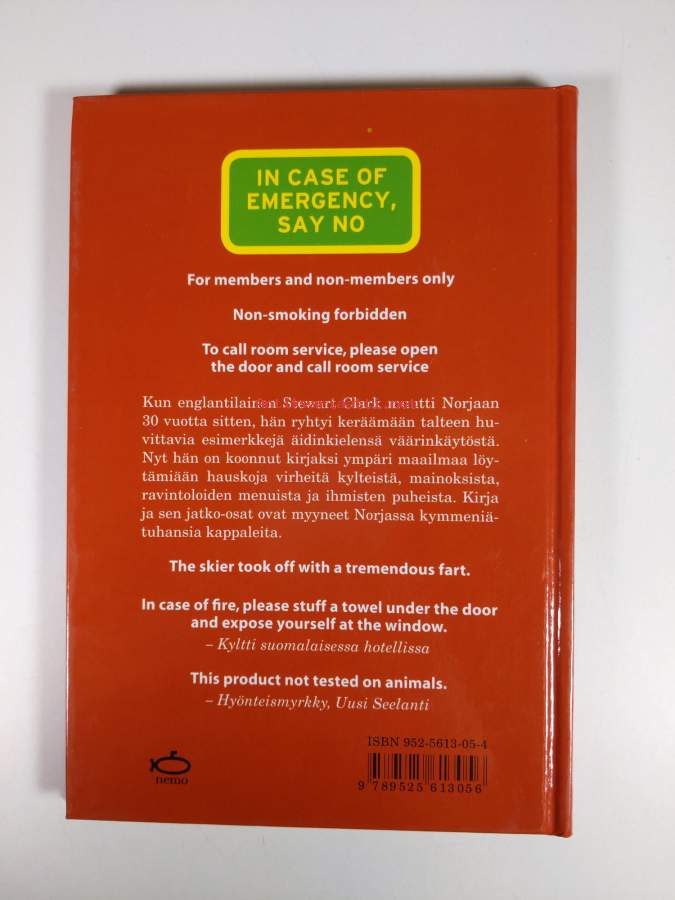 IN CASE OF
EMERGENCY,
SAY NO
For members and non-members only
Non-smoking forbidden
To call room service, please open
the door and call room service
Kun englantilainen Stewart Clark muutti Norjaan
30 vuotta sitten, hän ryhtyi keräämään talteen hu-
vittavia esimerkkejä äidinkielensä väärinkäytöstä.
Nyt hän on koonnut kirjaksi ympäri maailmaa löy-
tämiään hauskoja virheitä kylteistä, mainoksista,
ravintoloiden menuista ja ihmisten puheista. Kirja
ja sen jatko-osat ovat myyneet Norjassa kymmeniä-
tuhansia kappaleita.
The skier took off with a tremendous fart.
In case of fire, please stuff a towel under the door
and expose yourself at the window.
– Kyltti suomalaisessa hotellissa
This product not tested on animals.
– Hyönteismyrkky, Uusi Seelanti
ISBN 952-5613-05-4
9 789525 613056
nemo